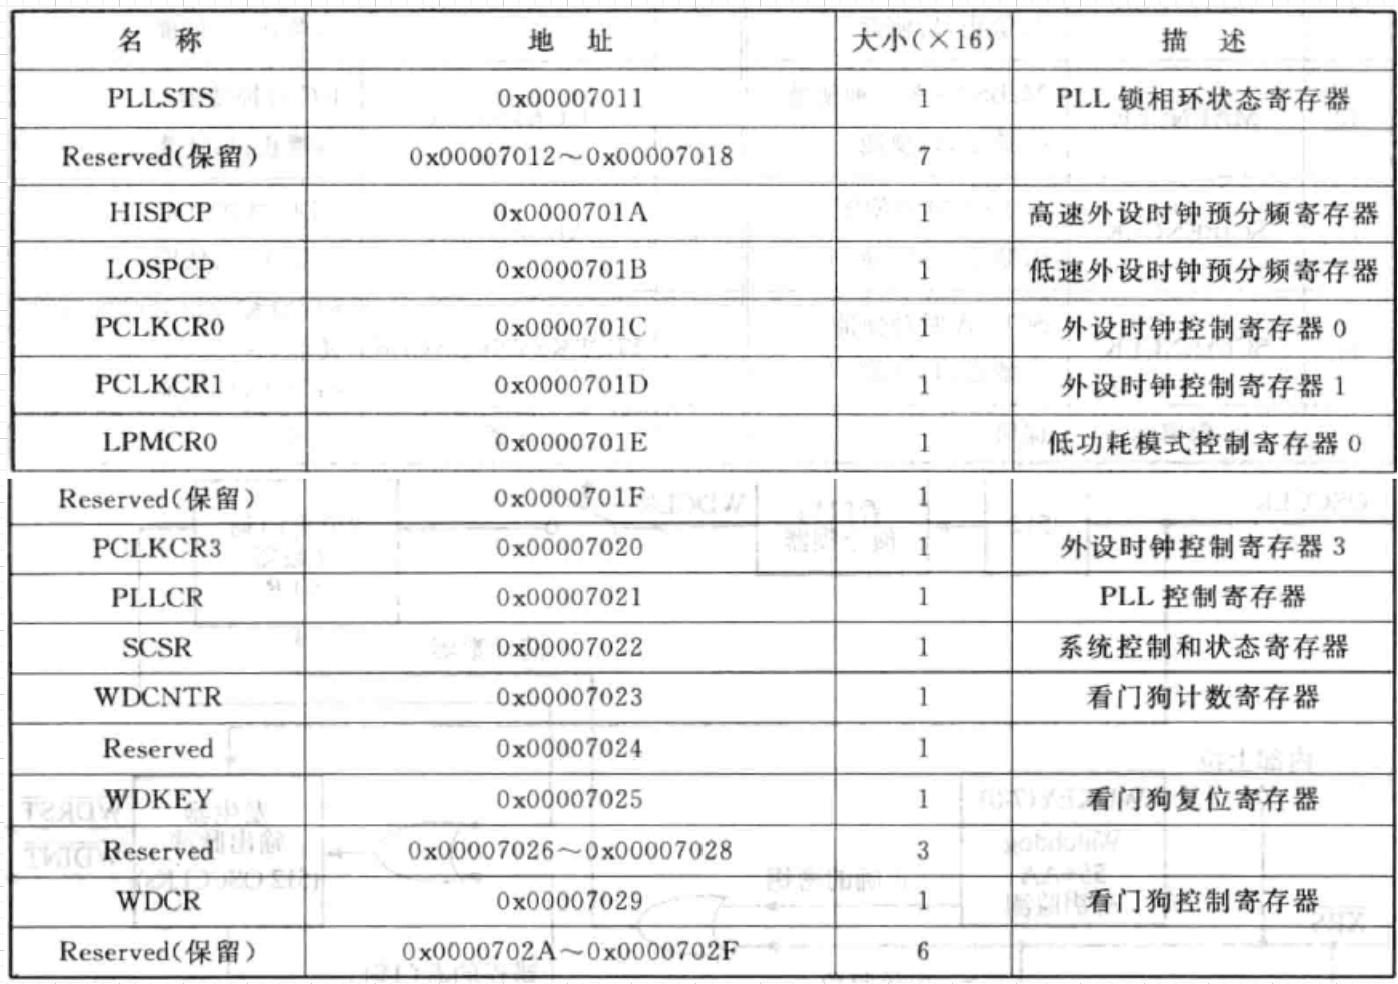 名 称 地 址 大小(×16) 描 述
PLLSTS 0x00007011 1 PLL 锁相环状态寄存器
Reserved(保留) 0x00007012~0x00007018 7
HISPCP 0x0000701A 1 高速外设时钟预分频寄存器
LOSPCP 0x0000701B 1 低速外设时钟预分频寄存器
PCLKCR0 0x0000701C 1 外设时钟控制寄存器 0
PCLKCR1 0x0000701D 1 外设时钟控制寄存器 1
LPMCR0 0x0000701E 1 低功耗模式控制寄存器 0
Reserved(保留) 0x0000701F 1
PCLKCR3 0x00007020 1 外设时钟控制寄存器 3
PLLCR 0x00007021 1 PLL 控制寄存器
SCSR 0x00007022 1 系统控制和状态寄存器
WDCNTR 0x00007023 1 看门狗计数寄存器
Reserved 0x00007024 1
WDKEY 0x00007025 1 看门狗复位寄存器
Reserved 0x00007026~0x00007028 3
WDCR 0x00007029 1 看门狗控制寄存器
Reserved(保留) 0x0000702A~0x0000702F 6